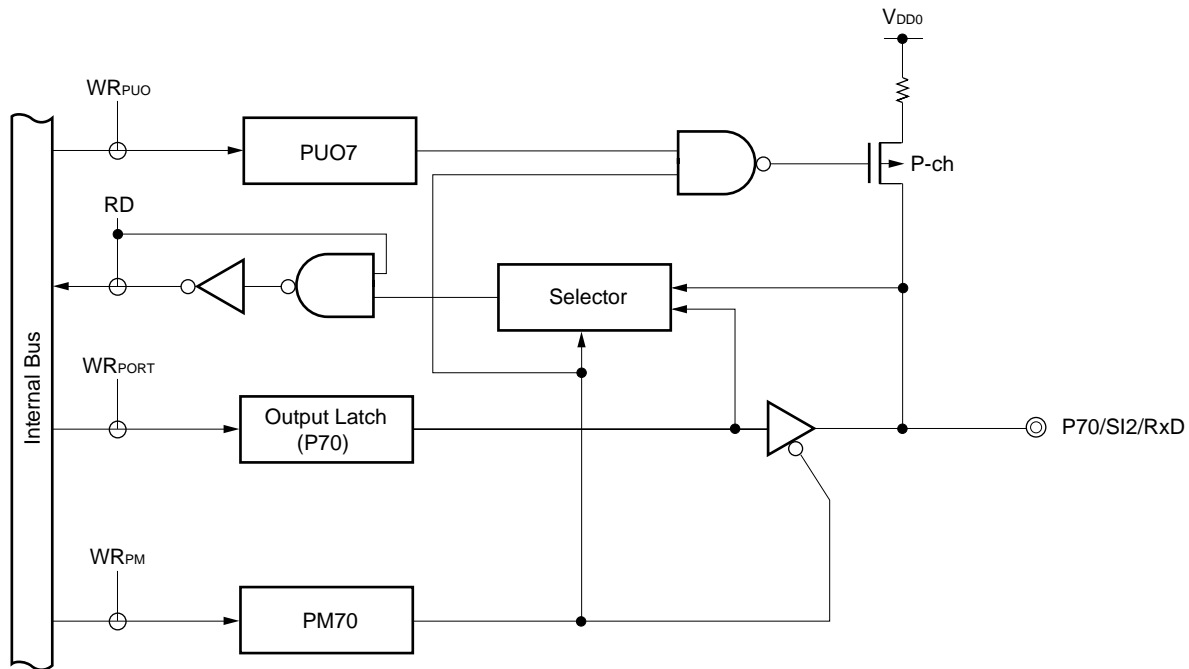 VDD0
WRPUO
PUO7
P-ch
RD
Selector
Internal Bus
WRPORT
Output Latch
(P70)
P70/SI2/RxD
WRPM
PM70